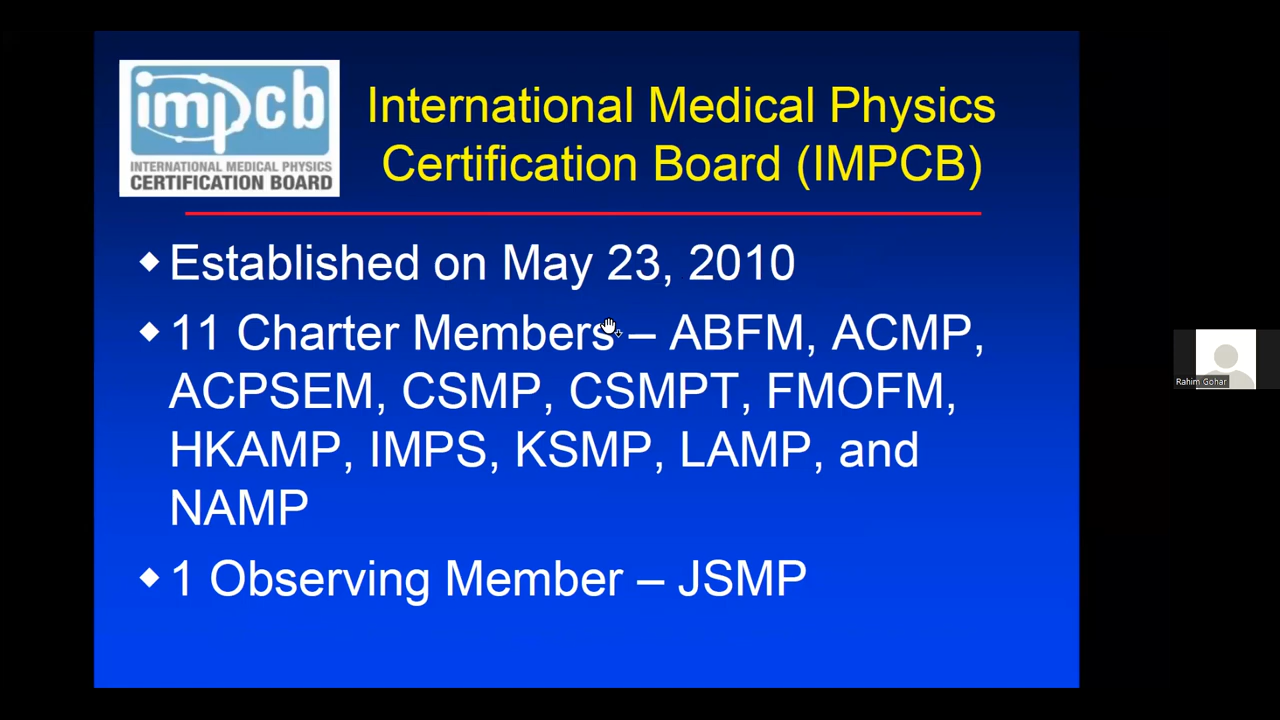 impcb
INTERNATIONAL MEDICAL PHYSICS
CERTIFICATION BOARD
International Medical Physics
Certification Board (IMPCB)
Established on May 23, 2010
11 Charter Members – ABFM, ACMP,
ACPSEM, CSMP, CSMPT, FMOFM,
HKAMP, IMPS, KSMP, LAMP, and
NAMP
1 Observing Member – JSMP
Rahim Gohar